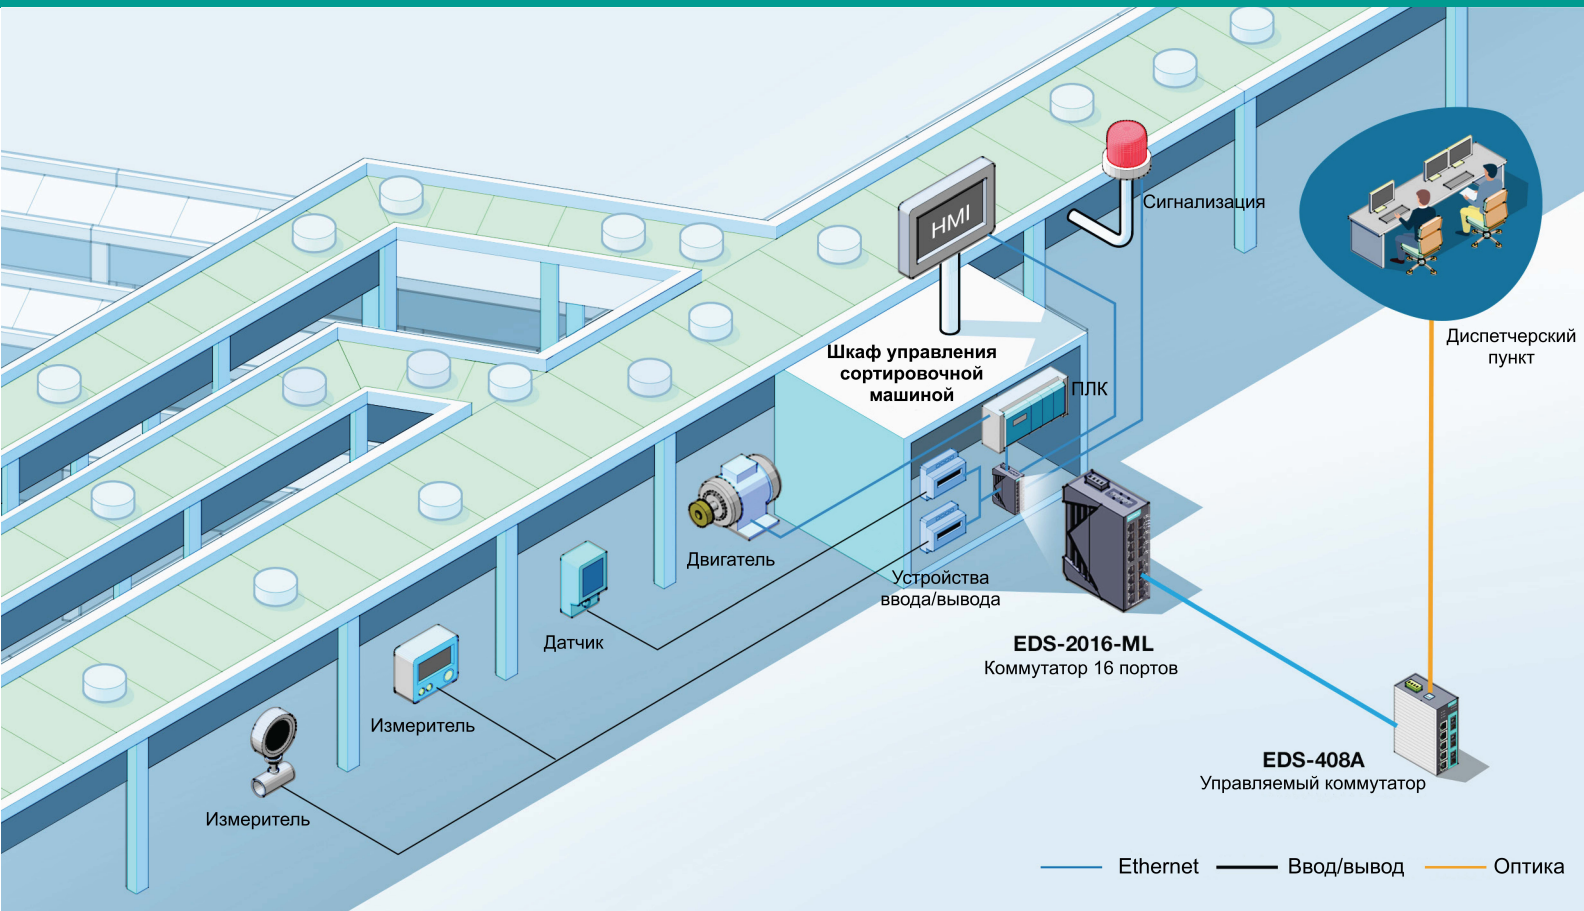 HMI
Сигнализация
Диспетчерский
пункт
Шкаф управления
сортировочной
машиной
ПЛК
Двигатель
Устройства
ввода/вывода
Датчик
EDS-2016-ML
Коммутатор 16 портов
Измеритель
EDS-408A
Управляемый коммутатор
Измеритель
Ethernet
Ввод/вывод
Оптика